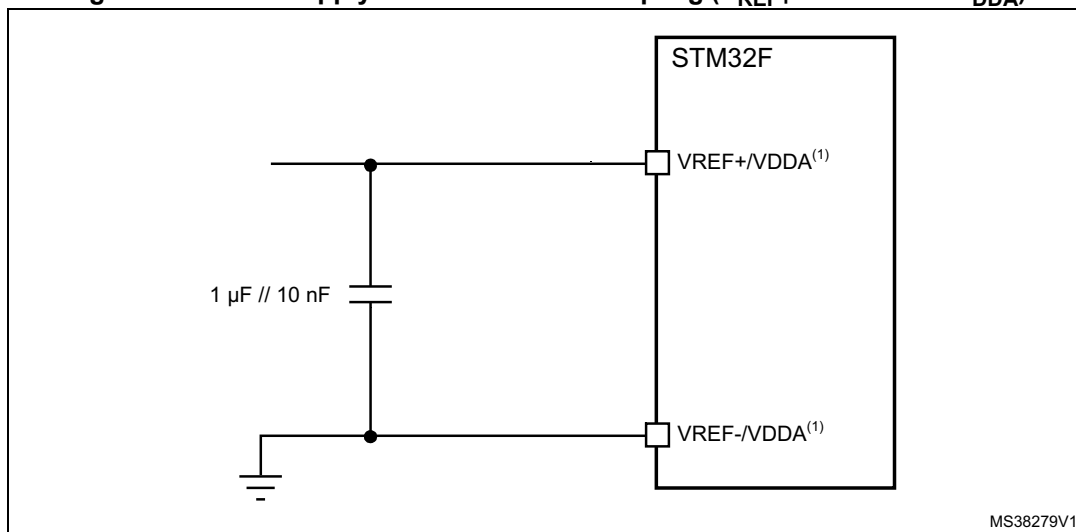 STM32F
VREF+/VDDA(1)
1 µF // 10 nF
VREF-/VDDA(1)
MS38279V1